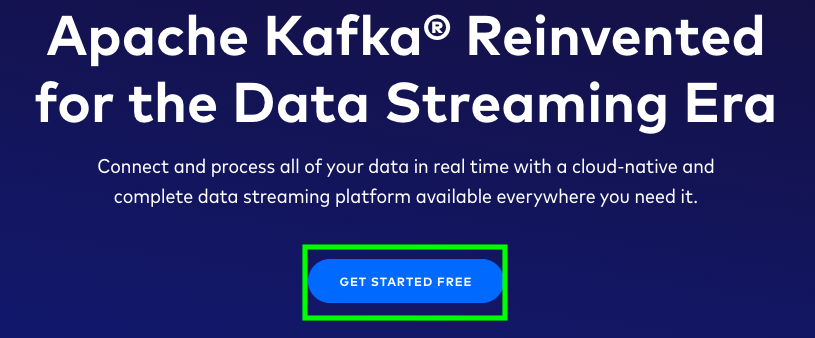 Apache Kafka® Reinvented
for the Data Streaming Era
Connect and process all of your data in real time with a cloud-native and
complete data streaming platform available everywhere you need it.
GET STARTED FREE